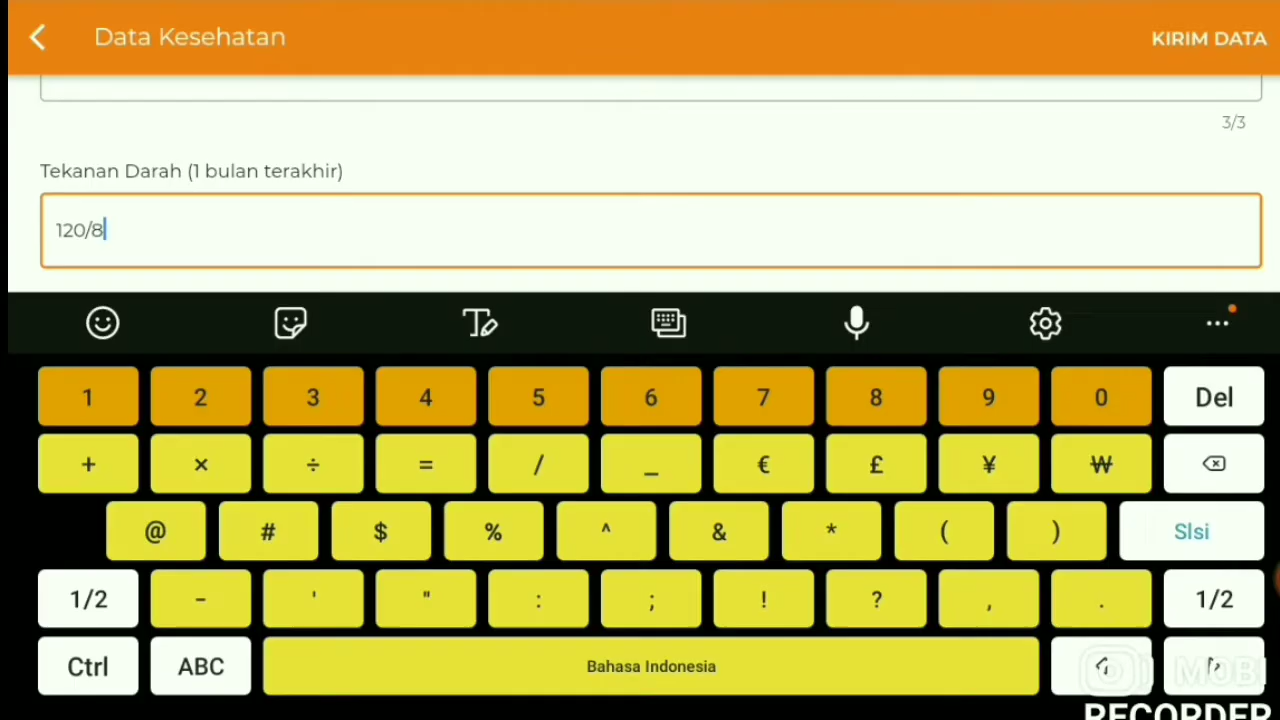 Data Kesehatan
KIRIM DATA
3/3
Tekanan Darah (1 bulan terakhir)
120/8
1 2 3 4 5 6 7 8 9 0 Del
+ × ÷ = / _ € £ ¥ ₩
@ # $ % ^ & * ( ) Slsi
1/2 - ' " : ; ! ? , . 1/2
Ctrl ABC Bahasa Indonesia
MOBI
RECORDER